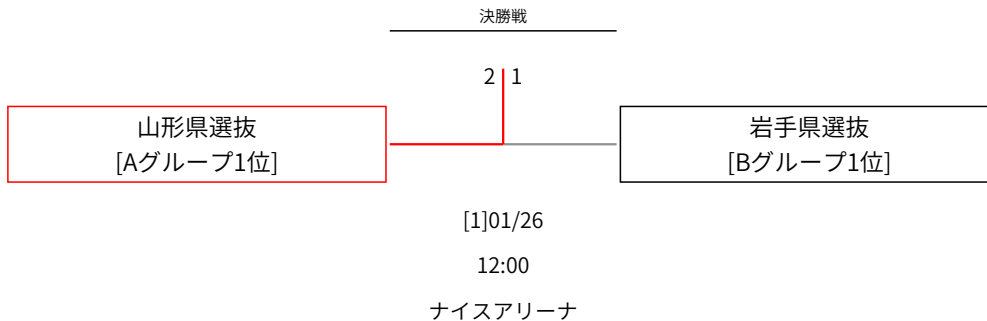 決勝戦
2 1
山形県選抜
[Aグループ1位]
岩手県選抜
[Bグループ1位]
[1]01/26
12:00
ナイスアリーナ